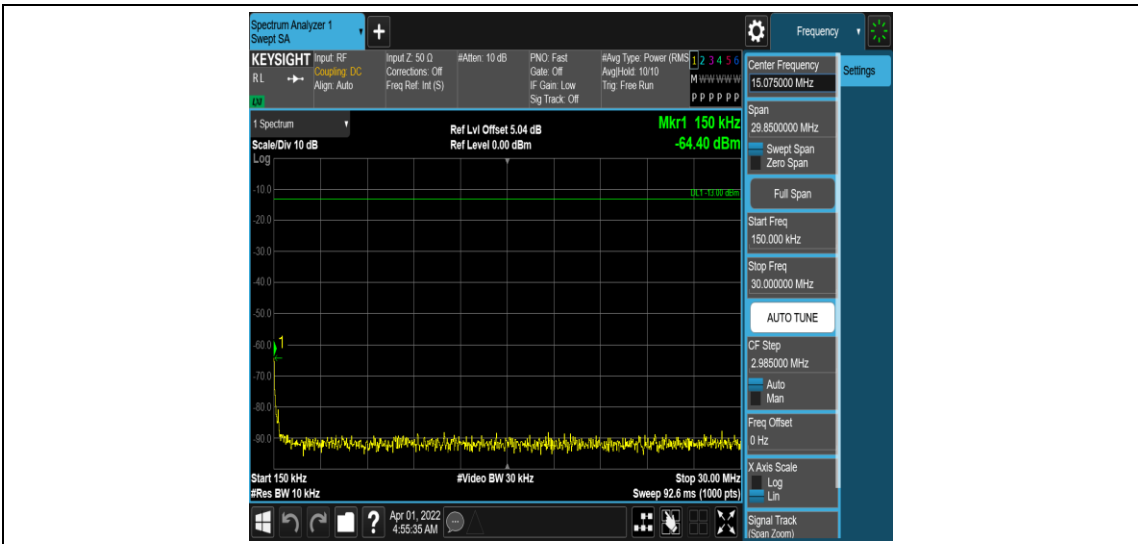 Spectrum Analyzer 1
Swept SA
+
Frequency
KEYSIGHT
RL
LXI
Input: RF
Coupling: DC
Align: Auto
Input Z: 50 Ω
Corrections: Off
Freq Ref: Int (S)
#Atten: 10 dB
PNO: Fast
Gate: Off
IF Gain: Low
Sig Track: Off
#Avg Type: Power (RMS
Avg|Hold: 10/10
Trig: Free Run
1 2 3 4 5 6
M W W W W W
P P P P P P
1 Spectrum
Scale/Div 10 dB
Log
Ref Lvl Offset 5.04 dB
Ref Level 0.00 dBm
Mkr1 150 kHz
-64.40 dBm
DL1 -13.00 dBm
-10.0
-20.0
-30.0
-40.0
-50.0
-60.0
-70.0
-80.0
-90.0
1
Start 150 kHz
#Res BW 10 kHz
#Video BW 30 kHz
Stop 30.00 MHz
Sweep 92.6 ms (1000 pts)
Center Frequency
15.075000 MHz
Settings
Span
29.8500000 MHz
Swept Span
Zero Span
Full Span
Start Freq
150.000 kHz
Stop Freq
30.000000 MHz
AUTO TUNE
CF Step
2.985000 MHz
Auto
Man
Freq Offset
0 Hz
X Axis Scale
Log
Lin
Signal Track
(Span Zoom)
?
Apr 01, 2022
4:55:35 AM